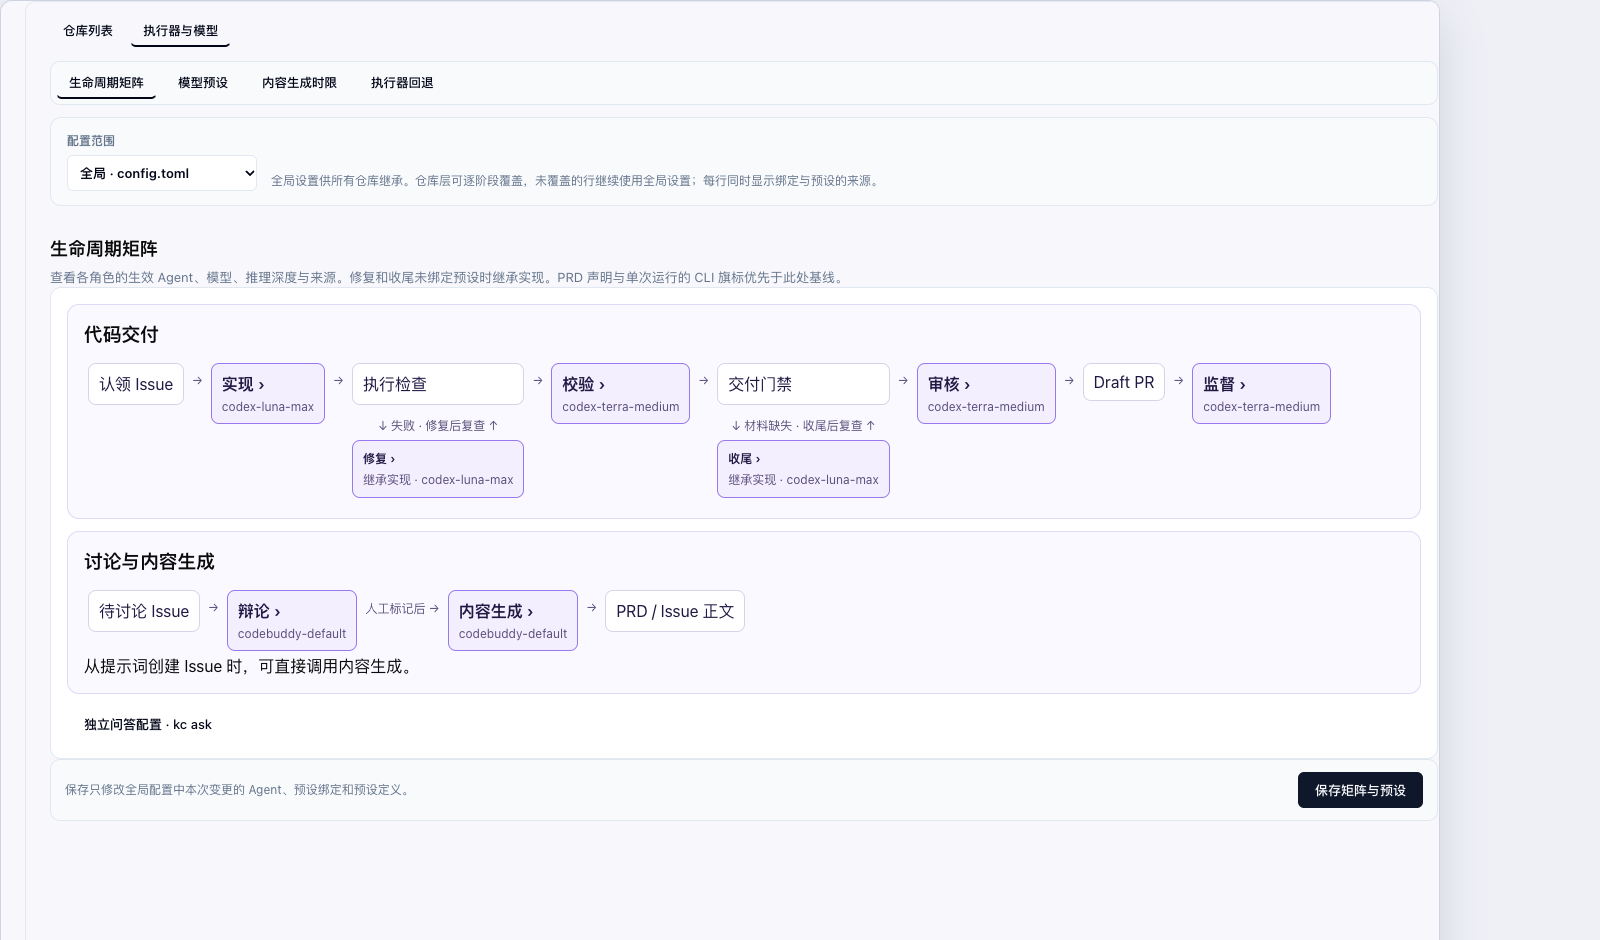 仓库列表 执行器与模型
生命周期矩阵 模型预设 内容生成时限 执行器回退
配置范围
全局 · config.toml
全局设置供所有仓库继承。仓库层可逐阶段覆盖，未覆盖的行继续使用全局设置；每行同时显示绑定与预设的来源。
生命周期矩阵
查看各角色的生效 Agent、模型、推理深度与来源。修复和收尾未绑定预设时继承实现。PRD 声明与单次运行的 CLI 旗标优先于此处基线。
代码交付
认领 Issue → 实现 › → 执行检查 → 校验 › → 交付门禁 → 审核 › → Draft PR → 监督 ›
codex-luna-max codex-terra-medium codex-terra-medium codex-terra-medium
↓ 失败 · 修复后复查 ↑ ↓ 材料缺失 · 收尾后复查 ↑
修复 › 收尾 ›
继承实现 · codex-luna-max 继承实现 · codex-luna-max
讨论与内容生成
待讨论 Issue → 辩论 › 人工标记后 → 内容生成 › → PRD / Issue 正文
codebuddy-default codebuddy-default
从提示词创建 Issue 时，可直接调用内容生成。
独立问答配置 · kc ask
保存只修改全局配置中本次变更的 Agent、预设绑定和预设定义。
保存矩阵与预设